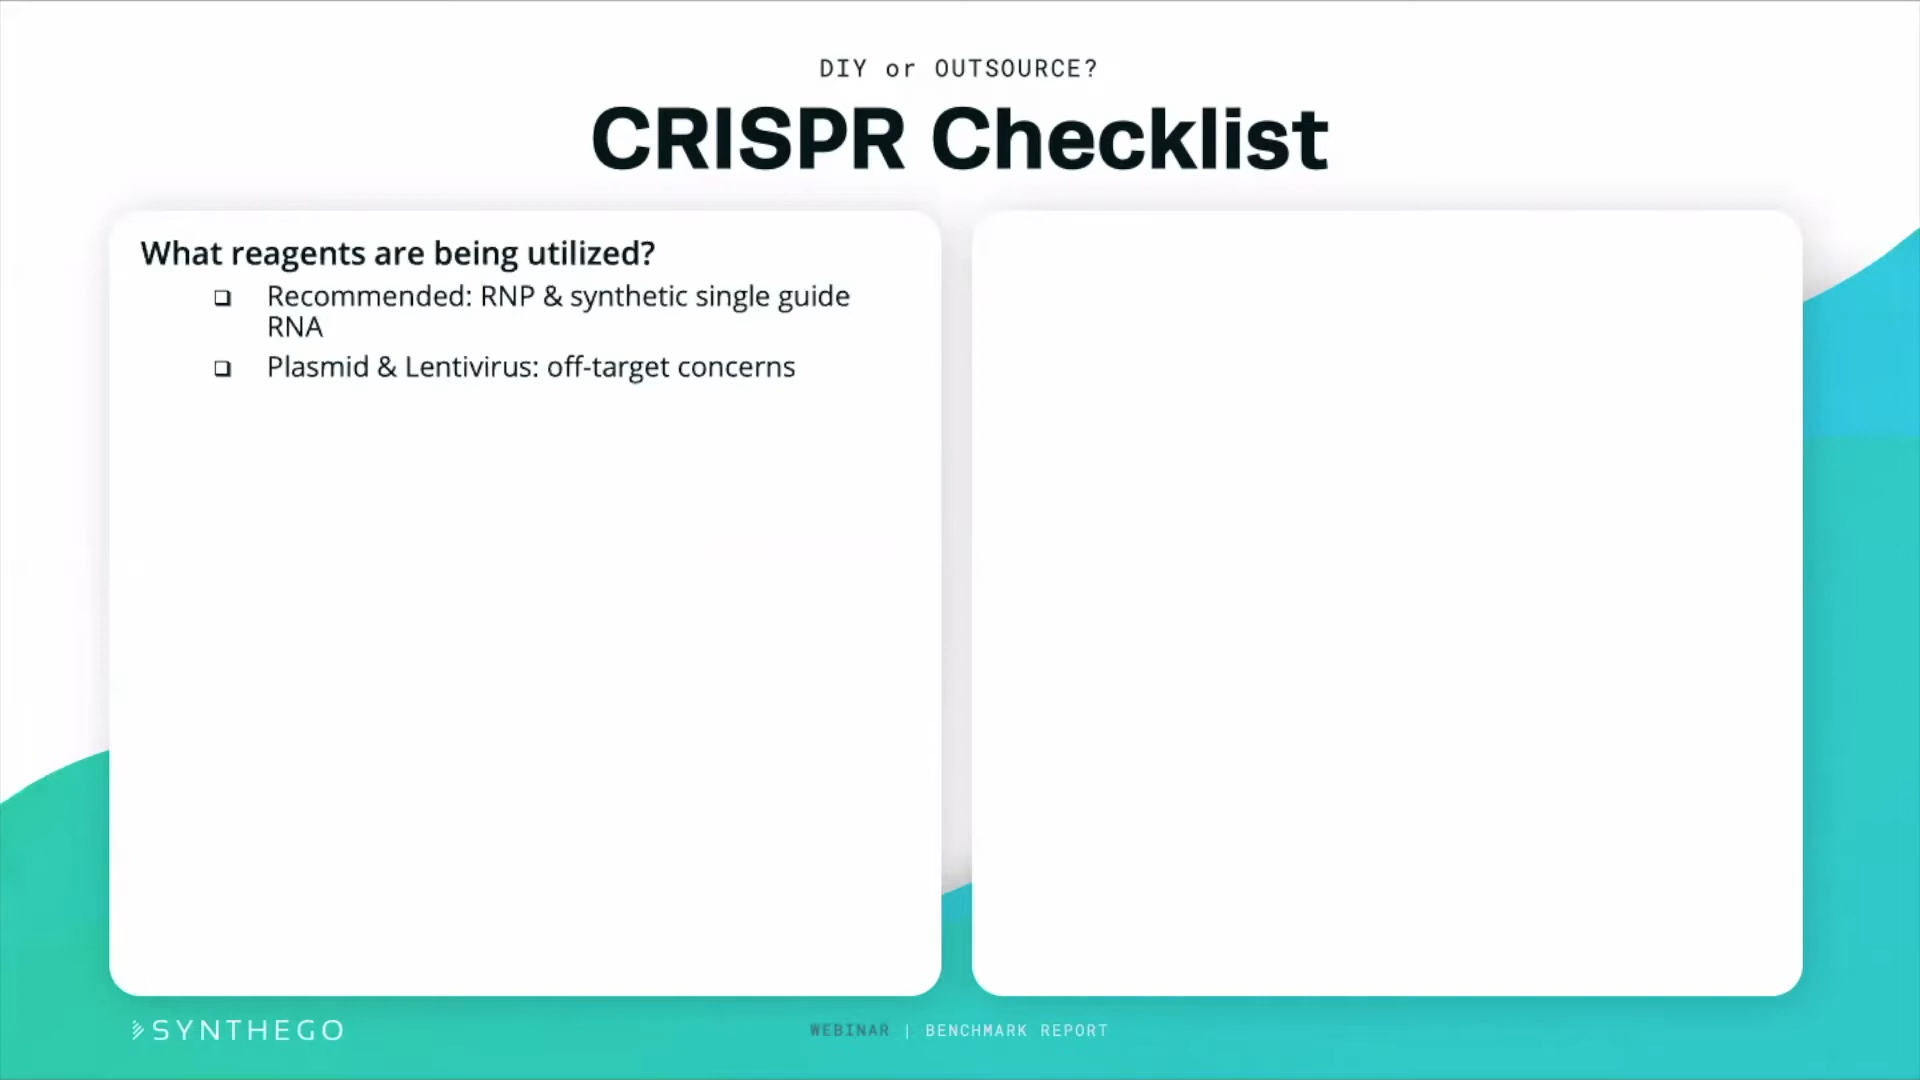 DIY or OUTSOURCE?
CRISPR Checklist
What reagents are being utilized?
❑ Recommended: RNP & synthetic single guide
RNA
❑ Plasmid & Lentivirus: off-target concerns
SYNTHEGO
WEBINAR | BENCHMARK REPORT